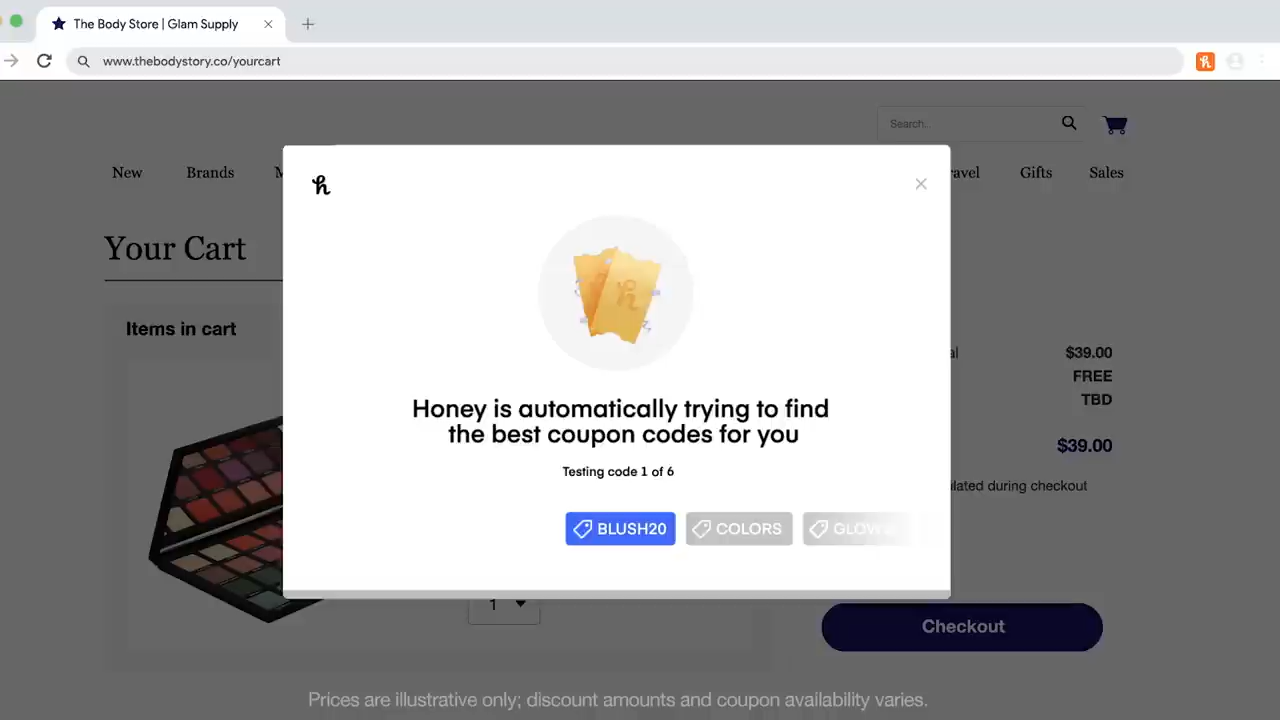 The Body Store | Glam Supply
www.thebodystory.co/yourcart
Search...
New Brands Gifts Sales
Your Cart
Items in cart
$39.00
FREE
TBD
$39.00
during checkout
Honey is automatically trying to find
the best coupon codes for you
Testing code 1 of 6
BLUSH20 COLORS
1
Checkout
Prices are illustrative only; discount amounts and coupon availability varies.